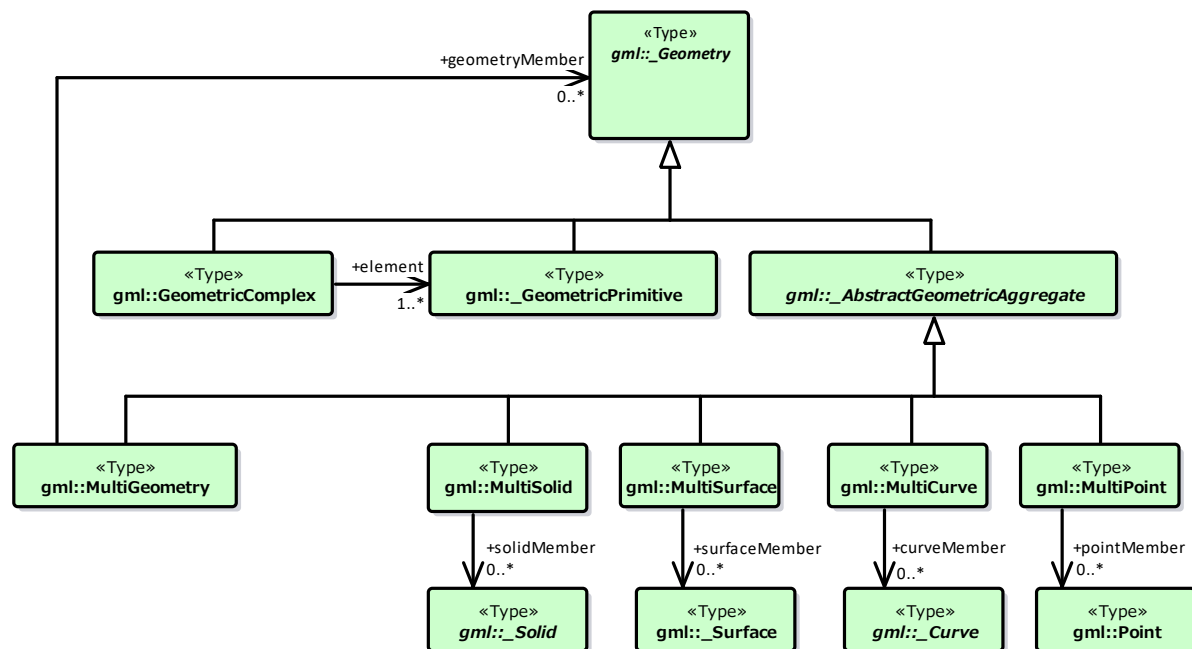 «Type»
gml::_Geometry
+geometryMember
0..*
«Type»
gml::GeometricComplex
+element
1..*
«Type»
gml::_GeometricPrimitive
«Type»
gml::_AbstractGeometricAggregate
«Type»
gml::MultiGeometry
«Type»
gml::MultiSolid
«Type»
gml::MultiSurface
«Type»
gml::MultiCurve
«Type»
gml::MultiPoint
+solidMember
0..*
+surfaceMember
0..*
+curveMember
0..*
+pointMember
0..*
«Type»
gml::_Solid
«Type»
gml::_Surface
«Type»
gml::_Curve
«Type»
gml::Point